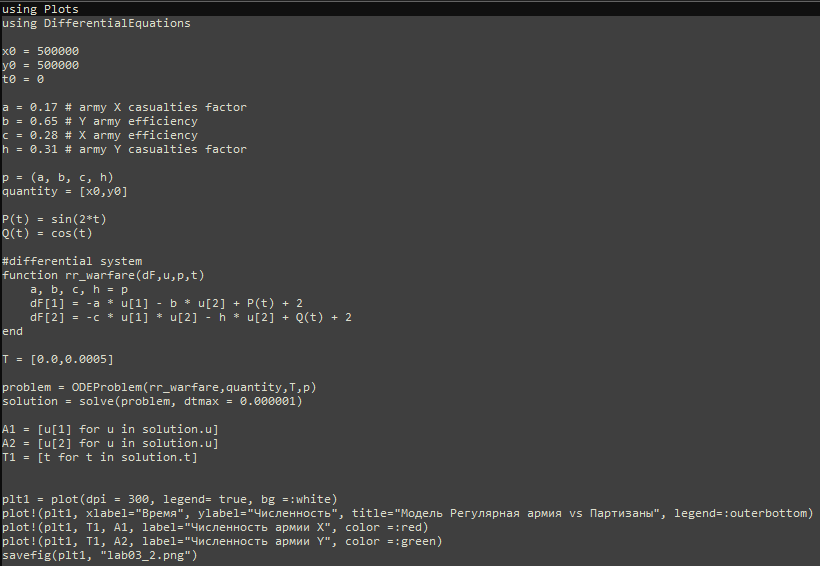 using Plots
using DifferentialEquations
x0 = 500000
y0 = 500000
t0 = 0
a = 0.17 # army X casualties factor
b = 0.65 # Y army efficiency
c = 0.28 # X army efficiency
h = 0.31 # army Y casualties factor
p = (a, b, c, h)
quantity = [x0,y0]
P(t) = sin(2*t)
Q(t) = cos(t)
#differential system
function rr_warfare(dF,u,p,t)
    a, b, c, h = p
    dF[1] = -a * u[1] - b * u[2] + P(t) + 2
    dF[2] = -c * u[1] * u[2] - h * u[2] + Q(t) + 2
end
T = [0.0,0.0005]
problem = ODEProblem(rr_warfare,quantity,T,p)
solution = solve(problem, dtmax = 0.000001)
A1 = [u[1] for u in solution.u]
A2 = [u[2] for u in solution.u]
T1 = [t for t in solution.t]
plt1 = plot(dpi = 300, legend= true, bg =:white)
plot!(plt1, xlabel="Время", ylabel="Численность", title="Модель Регулярная армия vs Партизаны", legend=:outerbottom)
plot!(plt1, T1, A1, label="Численность армии X", color =:red)
plot!(plt1, T1, A2, label="Численность армии Y", color =:green)
savefig(plt1, "lab03_2.png")